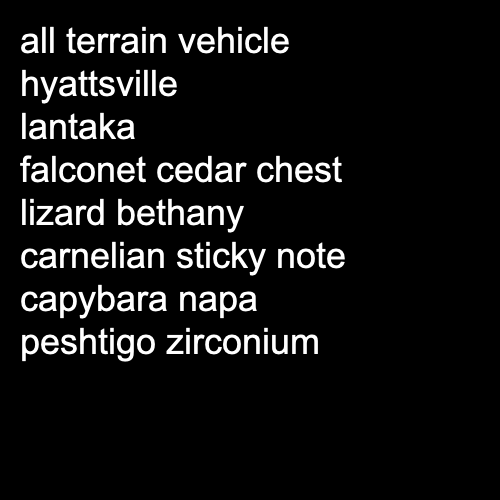 all terrain vehicle
hyattsville
lantaka
falconet cedar chest
lizard bethany
carnelian sticky note
capybara napa
peshtigo zirconium